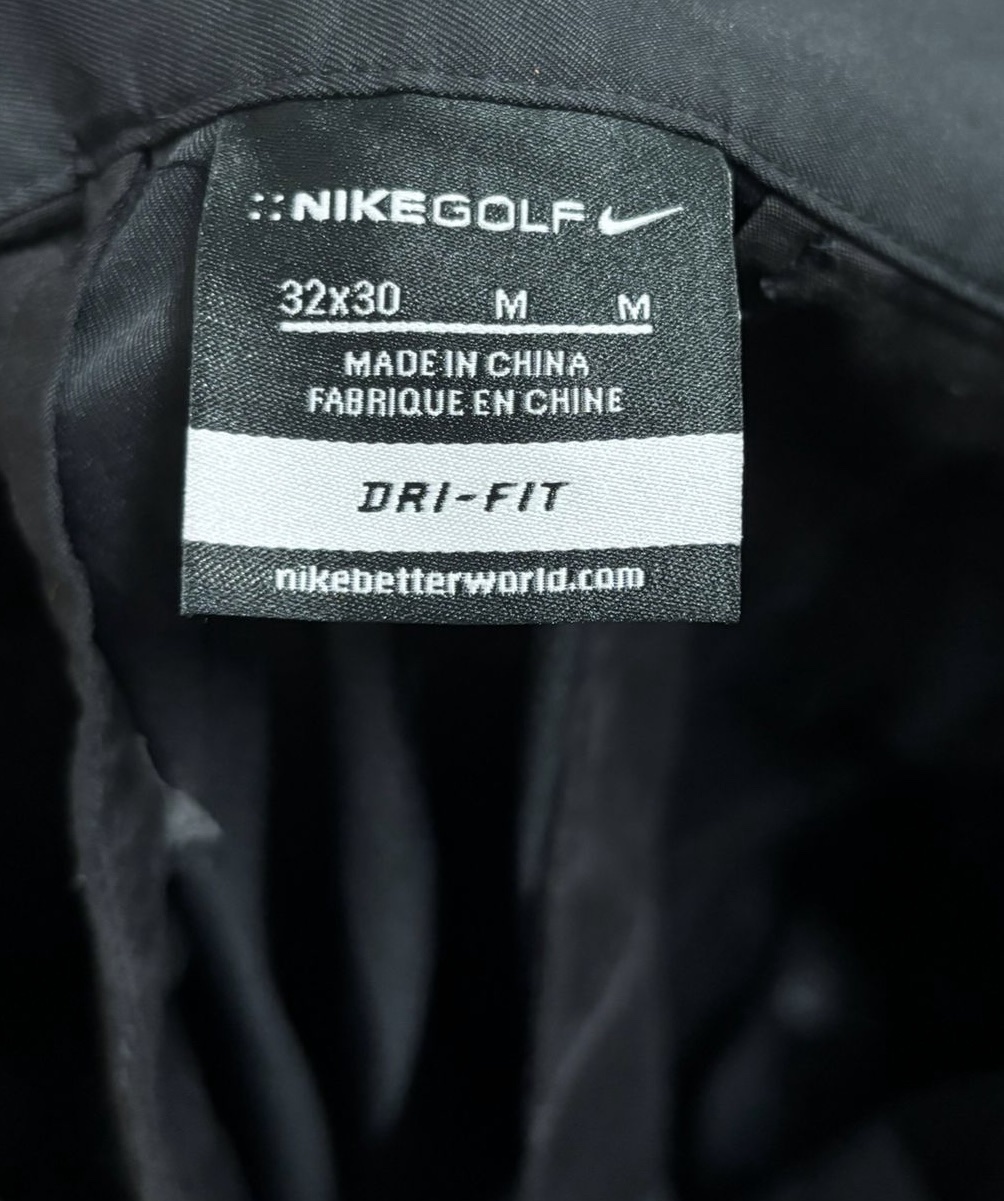 ::NIKEGOLF
32x30 M M
MADE IN CHINA
FABRIQUE EN CHINE
DRI-FIT
nikebetterworld.com